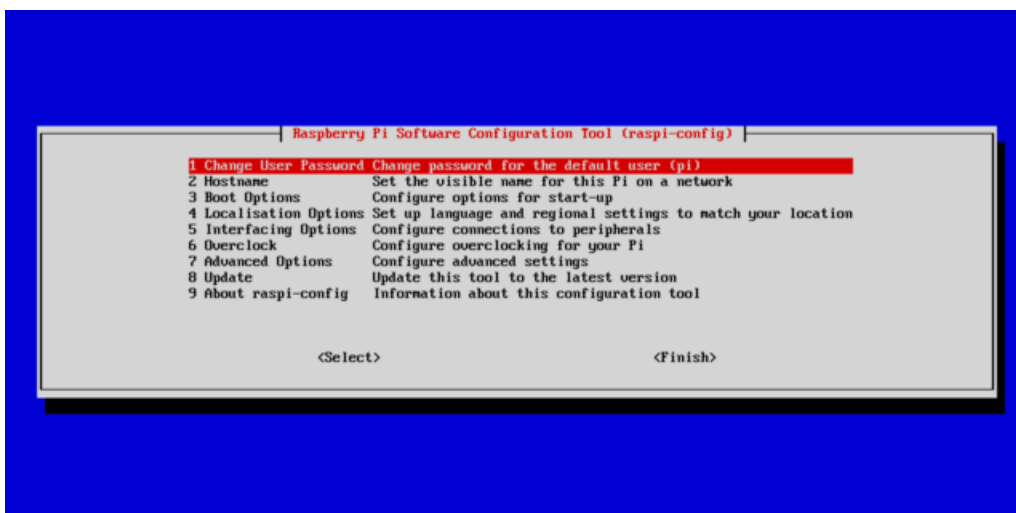 Raspberry Pi Software Configuration Tool (raspi-config)
1 Change User Password Change password for the default user (pi)
2 Hostname Set the visible name for this Pi on a network
3 Boot Options Configure options for start-up
4 Localisation Options Set up language and regional settings to match your location
5 Interfacing Options Configure connections to peripherals
6 Overclock Configure overclocking for your Pi
7 Advanced Options Configure advanced settings
8 Update Update this tool to the latest version
9 About raspi-config Information about this configuration tool
<Select> <Finish>